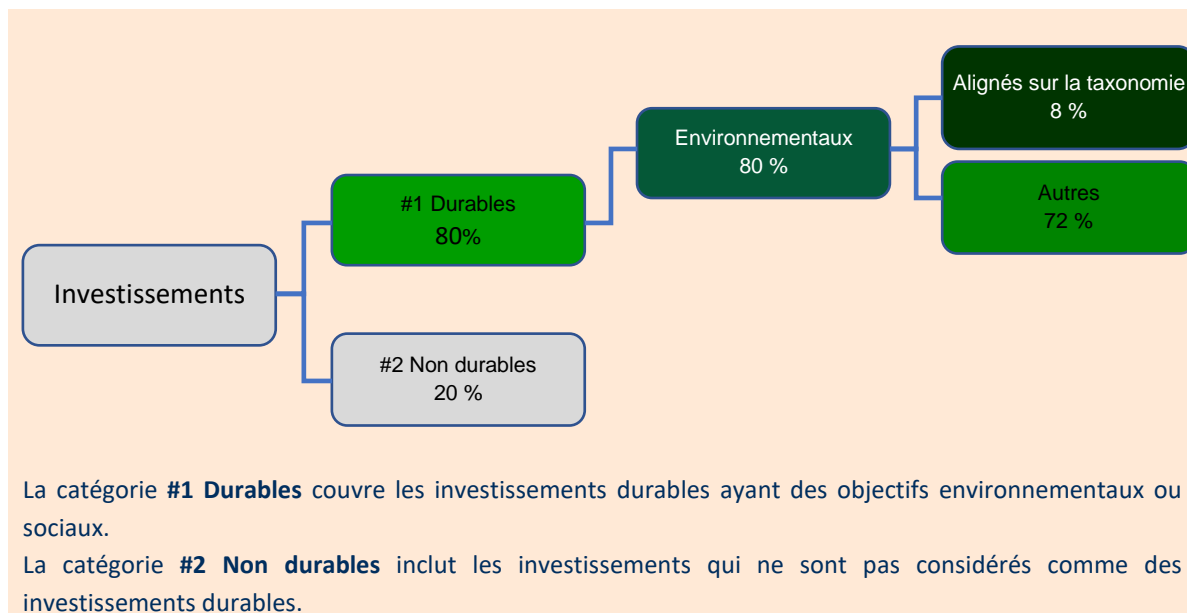 Alignés sur la taxonomie
8 %
Environnementaux
80 %
#1 Durables
80%
Autres
72 %
Investissements
#2 Non durables
20 %
La catégorie #1 Durables couvre les investissements durables ayant des objectifs environnementaux ou
sociaux.
La catégorie #2 Non durables inclut les investissements qui ne sont pas considérés comme des
investissements durables.